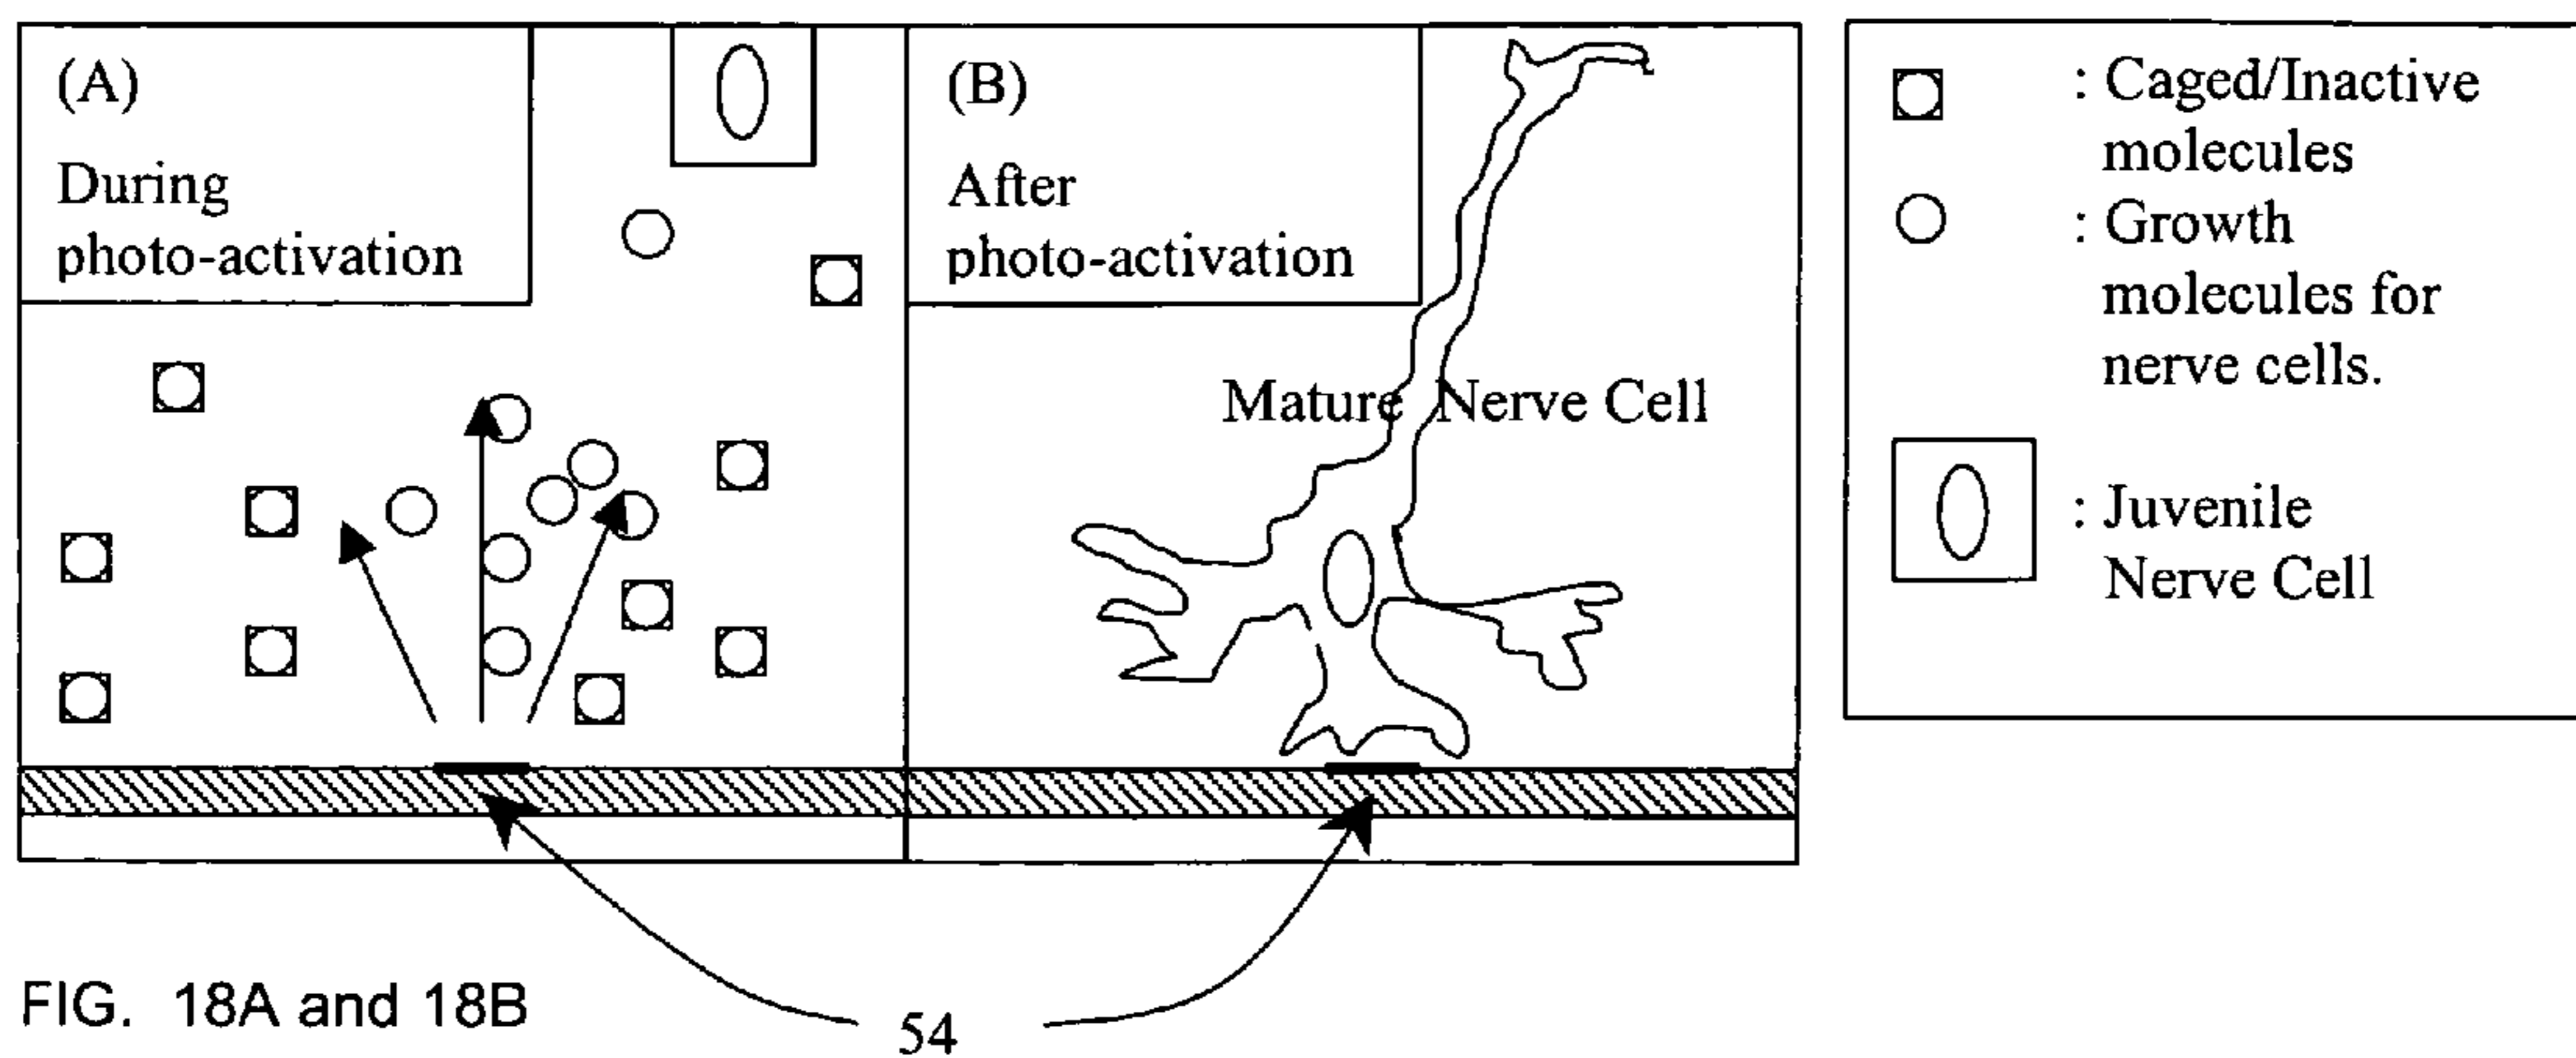 (A)
During
photo-activation
(B)
After
photo-activation
Mature Nerve Cell
: Caged/Inactive
molecules
: Growth
molecules for
nerve cells.
: Juvenile
Nerve Cell
FIG. 18A and 18B
54